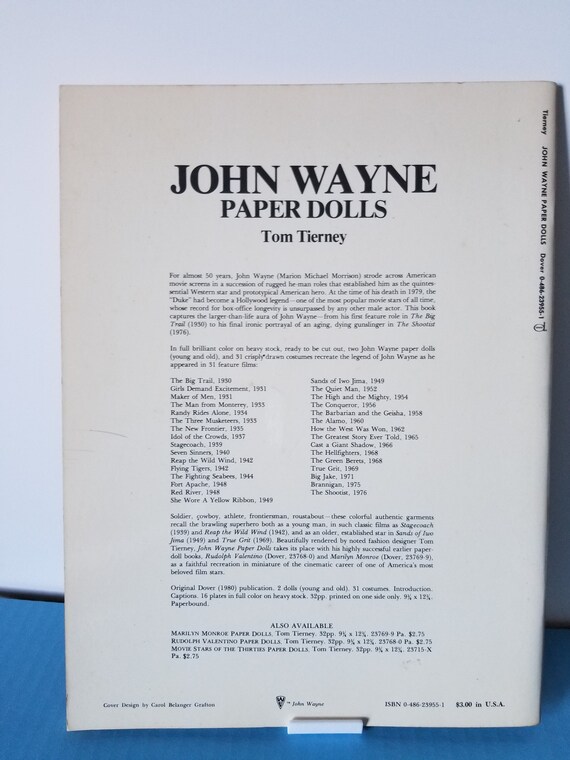 JOHN WAYNE
PAPER DOLLS
Tom Tierney
For almost 50 years, John Wayne (Marion Michael Morrison) strode across American
movie screens in a succession of rugged he-man roles that established him as the quintes-
sential Western star and prototypical American hero. At the time of his death in 1979, the
"Duke" had become a Hollywood legend—one of the most popular movie stars of all time,
whose record for box-office longevity is unsurpassed by any other male actor. This book
captures the larger-than-life aura of John Wayne—from his first feature role in The Big
Trail (1930) to his final ironic portrayal of an aging, dying gunslinger in The Shootist
(1976).
In full brilliant color on heavy stock, ready to be cut out, two John Wayne paper dolls
(young and old), and 31 crisply drawn costumes recreate the legend of John Wayne as he
appeared in 31 feature films:
The Big Trail, 1930
Girls Demand Excitement, 1931
Maker of Men, 1931
The Man from Monterey, 1933
Randy Rides Alone, 1934
The Three Musketeers, 1933
The New Frontier, 1935
Idol of the Crowds, 1937
Stagecoach, 1939
Seven Sinners, 1940
Reap the Wild Wind, 1942
Flying Tigers, 1942
The Fighting Seabees, 1944
Fort Apache, 1948
Red River, 1948
She Wore A Yellow Ribbon, 1949
Sands of Iwo Jima, 1949
The Quiet Man, 1952
The High and the Mighty, 1954
The Conqueror, 1956
The Barbarian and the Geisha, 1958
The Alamo, 1960
How the West Was Won, 1962
The Greatest Story Ever Told, 1965
Cast a Giant Shadow, 1966
The Hellfighters, 1968
The Green Berets, 1968
True Grit, 1969
Big Jake, 1971
Brannigan, 1975
The Shootist, 1976
Soldier, cowboy, athlete, frontiersman, roustabout—these colorful authentic garments
recall the brawling superhero both as a young man, in such classic films as Stagecoach
(1939) and Reap the Wild Wind (1942), and as an older, established star in Sands of Iwo
Jima (1949) and True Grit (1969). Beautifully rendered by noted fashion designer Tom
Tierney, John Wayne Paper Dolls takes its place with his highly successful earlier paper-
doll books, Rudolph Valentino (Dover, 23768-0) and Marilyn Monroe (Dover, 23769-9),
as a faithful recreation in miniature of the cinematic career of one of America's most
beloved film stars.
Original Dover (1980) publication. 2 dolls (young and old). 31 costumes. Introduction.
Captions. 16 plates in full color on heavy stock. 32pp. printed on one side only. 9¼ x 12¼.
Paperbound.
ALSO AVAILABLE
MARILYN MONROE PAPER DOLLS. Tom Tierney. 32pp. 9¼ x 12¼. 23769-9 Pa. $2.75
RUDOLPH VALENTINO PAPER DOLLS. Tom Tierney. 32pp. 9¼ x 12¼. 23768-0 Pa. $2.75
MOVIE STARS OF THE THIRTIES PAPER DOLLS. Tom Tierney. 32pp. 9¼ x 12¼. 23715-X
Pa. $2.75
Cover Design by Carol Belanger Grafton
™ John Wayne
ISBN 0-486-23955-1 $3.00 in U.S.A.
Tierney JOHN WAYNE PAPER DOLLS Dover 0-486-23955-1